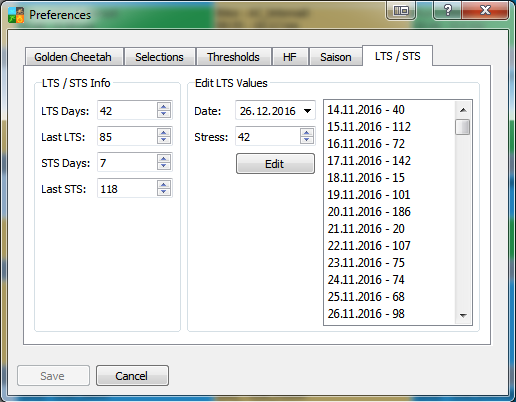 Preferences
Golden Cheetah Selections Thresholds HF Saison LTS / STS
LTS / STS Info
LTS Days: 42
Last LTS: 85
STS Days: 7
Last STS: 118
Edit LTS Values
Date: 26.12.2016
Stress: 42
Edit
14.11.2016 - 40
15.11.2016 - 112
16.11.2016 - 72
17.11.2016 - 142
18.11.2016 - 15
19.11.2016 - 101
20.11.2016 - 186
21.11.2016 - 20
22.11.2016 - 107
23.11.2016 - 75
24.11.2016 - 74
25.11.2016 - 68
26.11.2016 - 98
Save Cancel